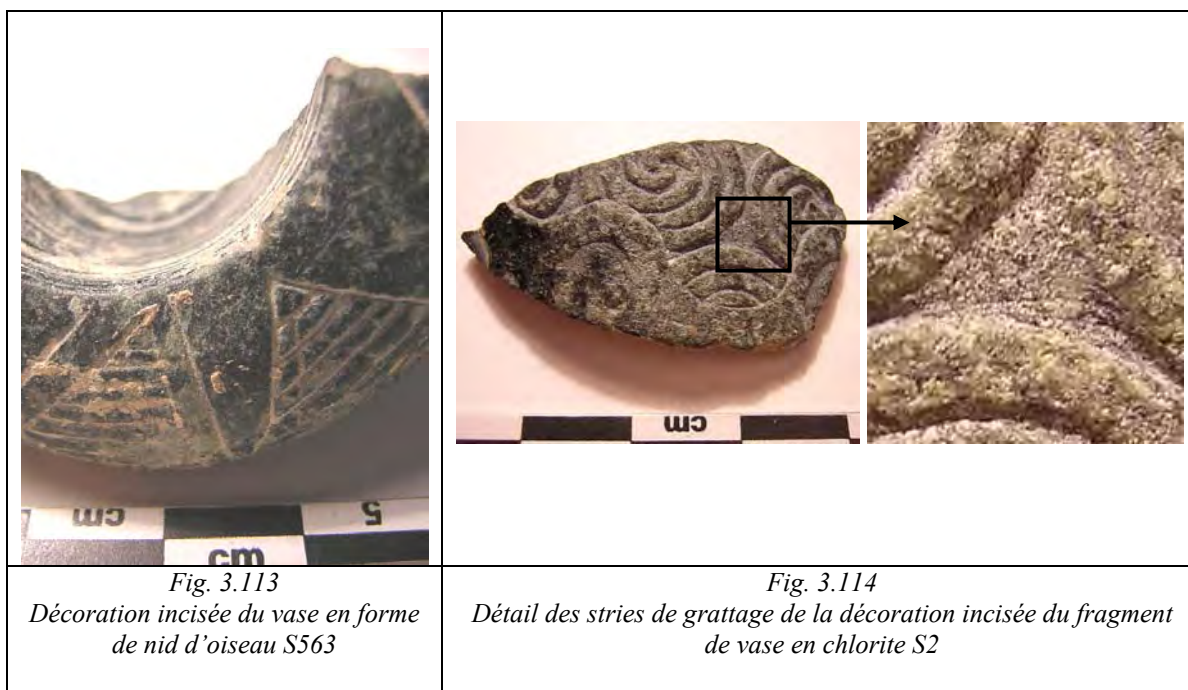 cm
5
cm
cm
Fig. 3.113
Décoration incisée du vase en forme
de nid d’oiseau S563
Fig. 3.114
Détail des stries de grattage de la décoration incisée du fragment
de vase en chlorite S2